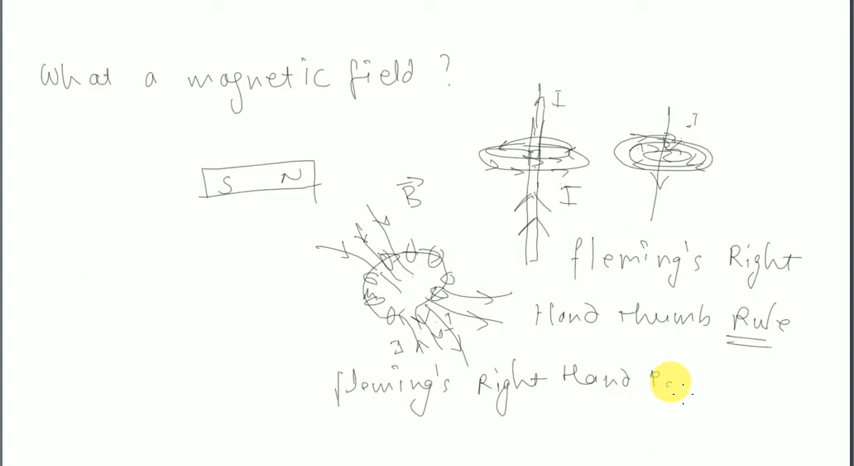 What a magnetic field ?
I
I
S N
B
I
fleming's Right
Hand thumb Rule
I
I
fleming's Right Hand